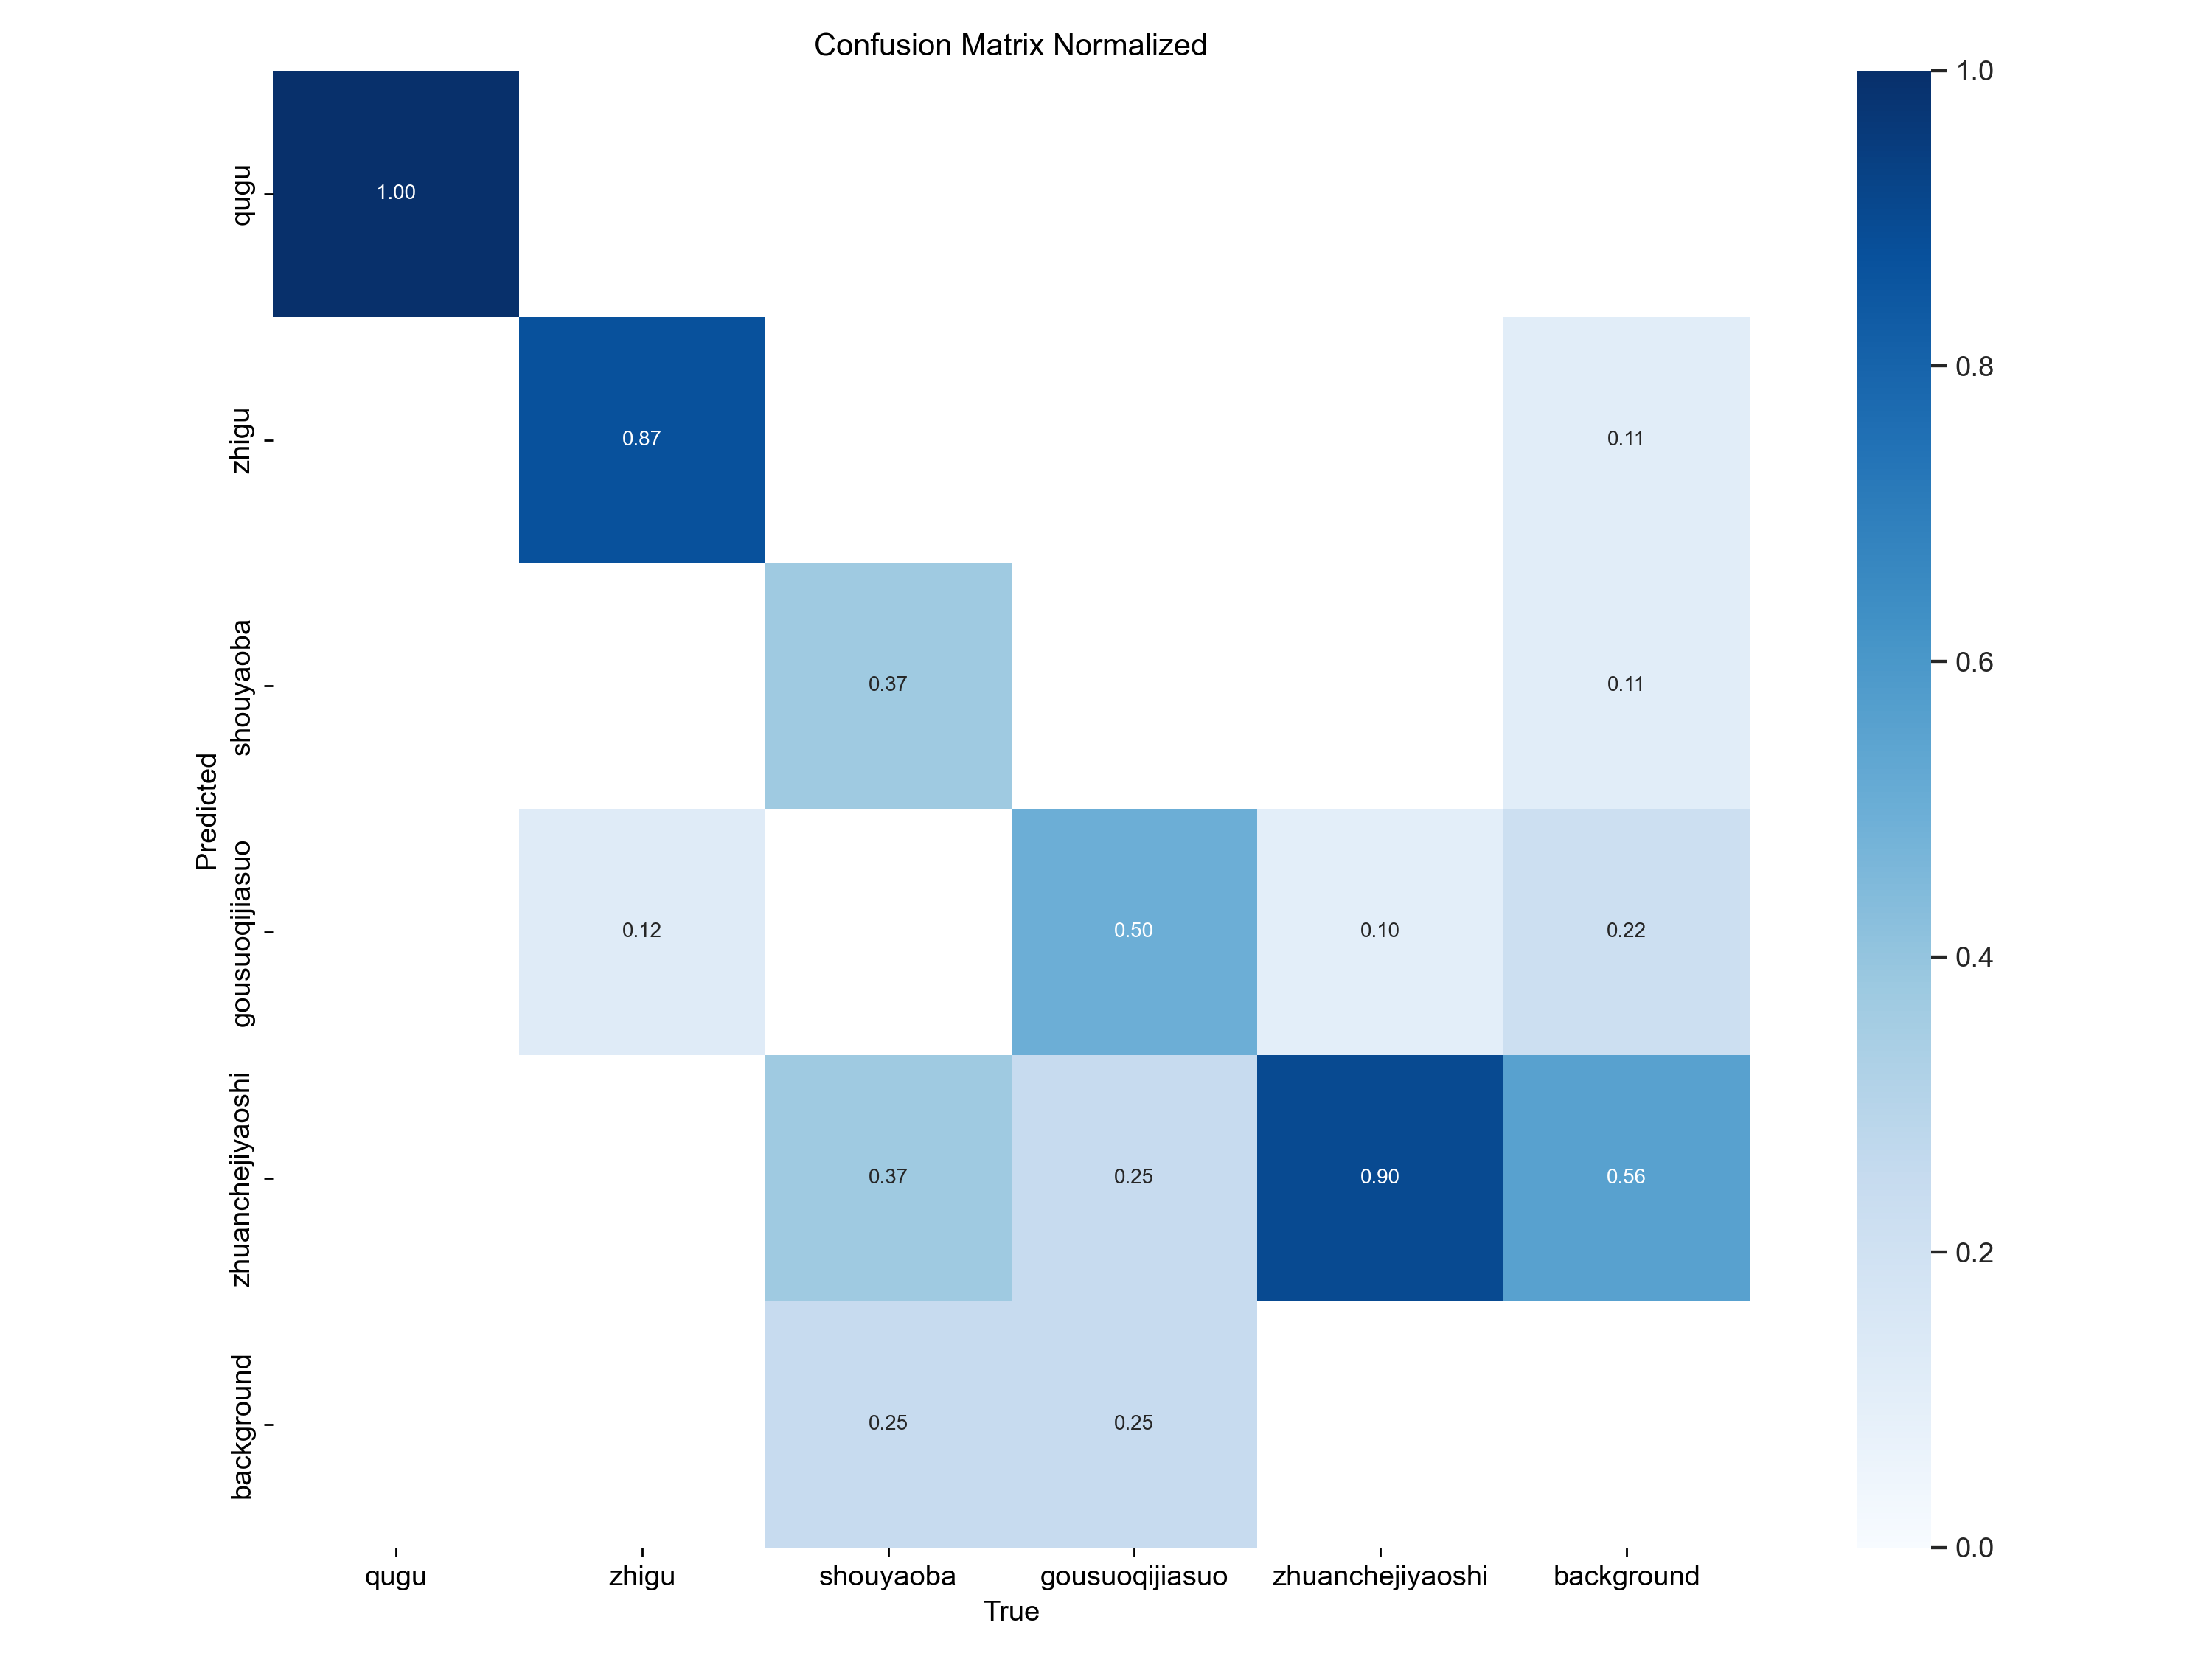 Confusion Matrix Normalized
1.00
0.87 0.11
0.37 0.11
0.12 0.50 0.10 0.22
0.37 0.25 0.90 0.56
0.25 0.25
qugu
zhigu
shouyaoba
gousuoqijiasuo
zhuanchejiyaoshi
background
Predicted
qugu zhigu shouyaoba gousuoqijiasuo zhuanchejiyaoshi background
True
1.0
0.8
0.6
0.4
0.2
0.0